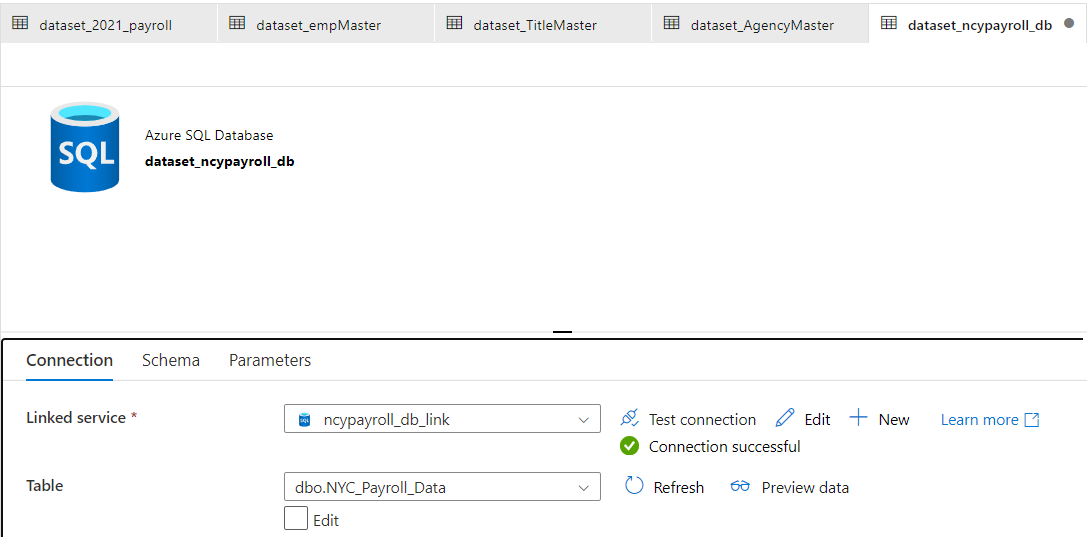 dataset_2021_payroll
dataset_empMaster
dataset_TitleMaster
dataset_AgencyMaster
dataset_ncypayroll_db
SQL
Azure SQL Database
dataset_ncypayroll_db
Connection
Schema
Parameters
Linked service *
SQL
ncypayroll_db_link
Test connection
Edit
New
Learn more
Connection successful
Table
dbo.NYC_Payroll_Data
Refresh
Preview data
Edit